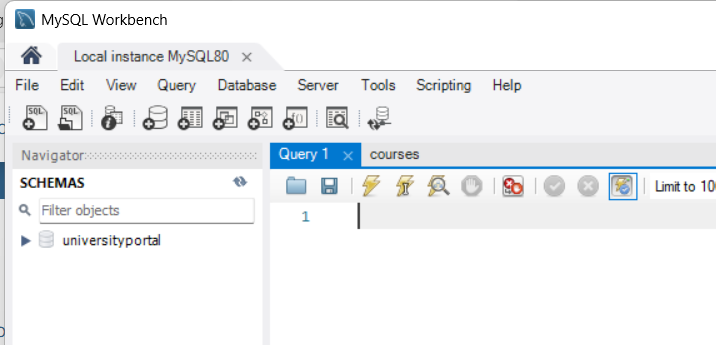 MySQL Workbench
Local instance MySQL80
File Edit View Query Database Server Tools Scripting Help
SQL SQL
Navigator
Query 1 courses
SCHEMAS
Limit to 10
Filter objects
1
universityportal